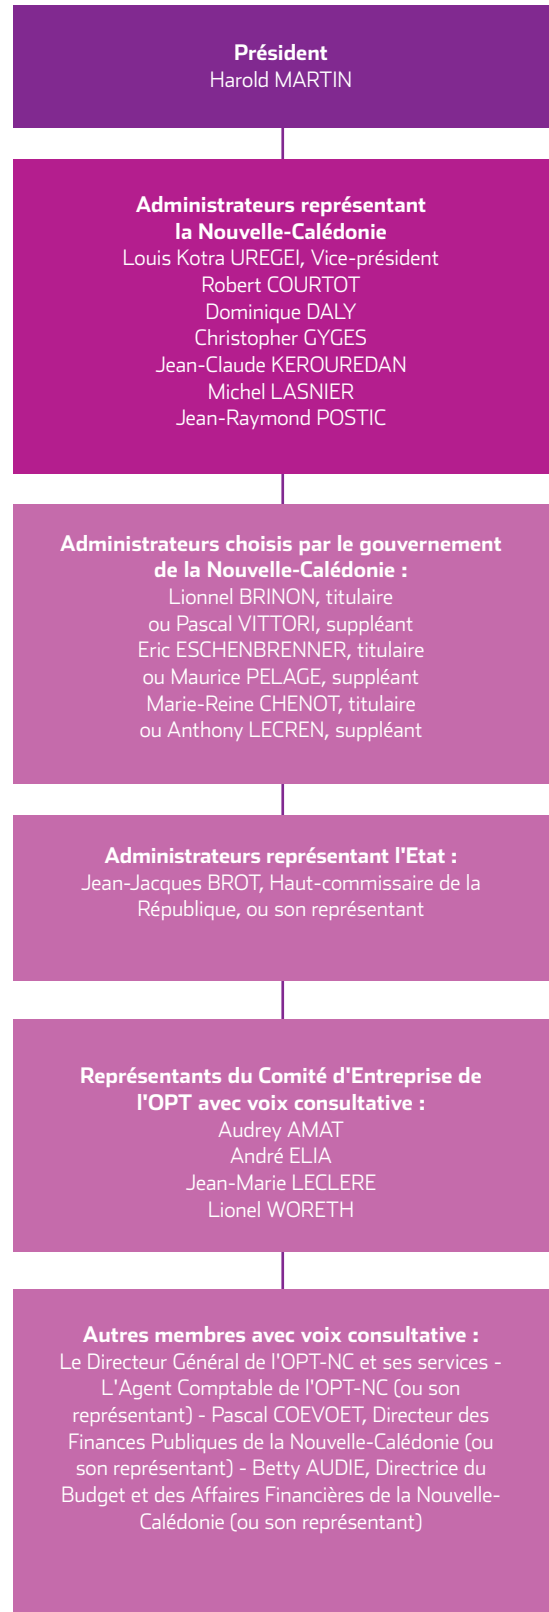 Président
Harold MARTIN
Administrateurs représentant
la Nouvelle-Calédonie
Louis Kotra UREGEI, Vice-président
Robert COURTOT
Dominique DALY
Christopher GYGES
Jean-Claude KEROUREDAN
Michel LASNIER
Jean-Raymond POSTIC
Administrateurs choisis par le gouvernement
de la Nouvelle-Calédonie :
Lionnel BRINON, titulaire
ou Pascal VITTORI, suppléant
Eric ESCHENBRENNER, titulaire
ou Maurice PELAGE, suppléant
Marie-Reine CHENOT, titulaire
ou Anthony LECREN, suppléant
Administrateurs représentant l'Etat :
Jean-Jacques BROT, Haut-commissaire de la
République, ou son représentant
Représentants du Comité d'Entreprise de
l'OPT avec voix consultative :
Audrey AMAT
André ELIA
Jean-Marie LECLERE
Lionel WORETH
Autres membres avec voix consultative :
Le Directeur Général de l'OPT-NC et ses services -
L'Agent Comptable de l'OPT-NC (ou son
représentant) - Pascal COEVOET, Directeur des
Finances Publiques de la Nouvelle-Calédonie (ou
son représentant) - Betty AUDIE, Directrice du
Budget et des Affaires Financières de la Nouvelle-
Calédonie (ou son représentant)